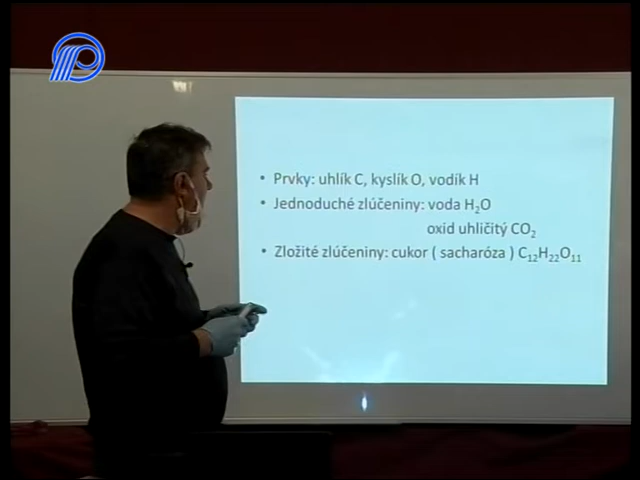 • Prvky: uhlík C, kyslík O, vodík H
• Jednoduché zlúčeniny: voda H₂O
oxid uhličitý CO₂
• Zložité zlúčeniny: cukor ( sacharóza ) C₁₂H₂₂O₁₁